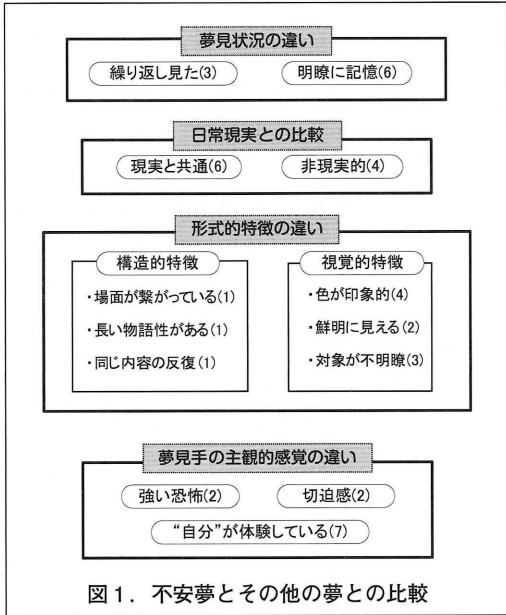 夢見状況の違い
繰り返し見た(3) 明瞭に記憶(6)
日常現実との比較
現実と共通(6) 非現実的(4)
形式的特徴の違い
構造的特徴 視覚的特徴
・場面が繋がっている(1) ・色が印象的(4)
・長い物語性がある(1) ・鮮明に見える(2)
・同じ内容の反復(1) ・対象が不明瞭(3)
夢見手の主観的感覚の違い
強い恐怖(2) 切迫感(2)
“自分”が体験している(7)
図1. 不安夢とその他の夢との比較